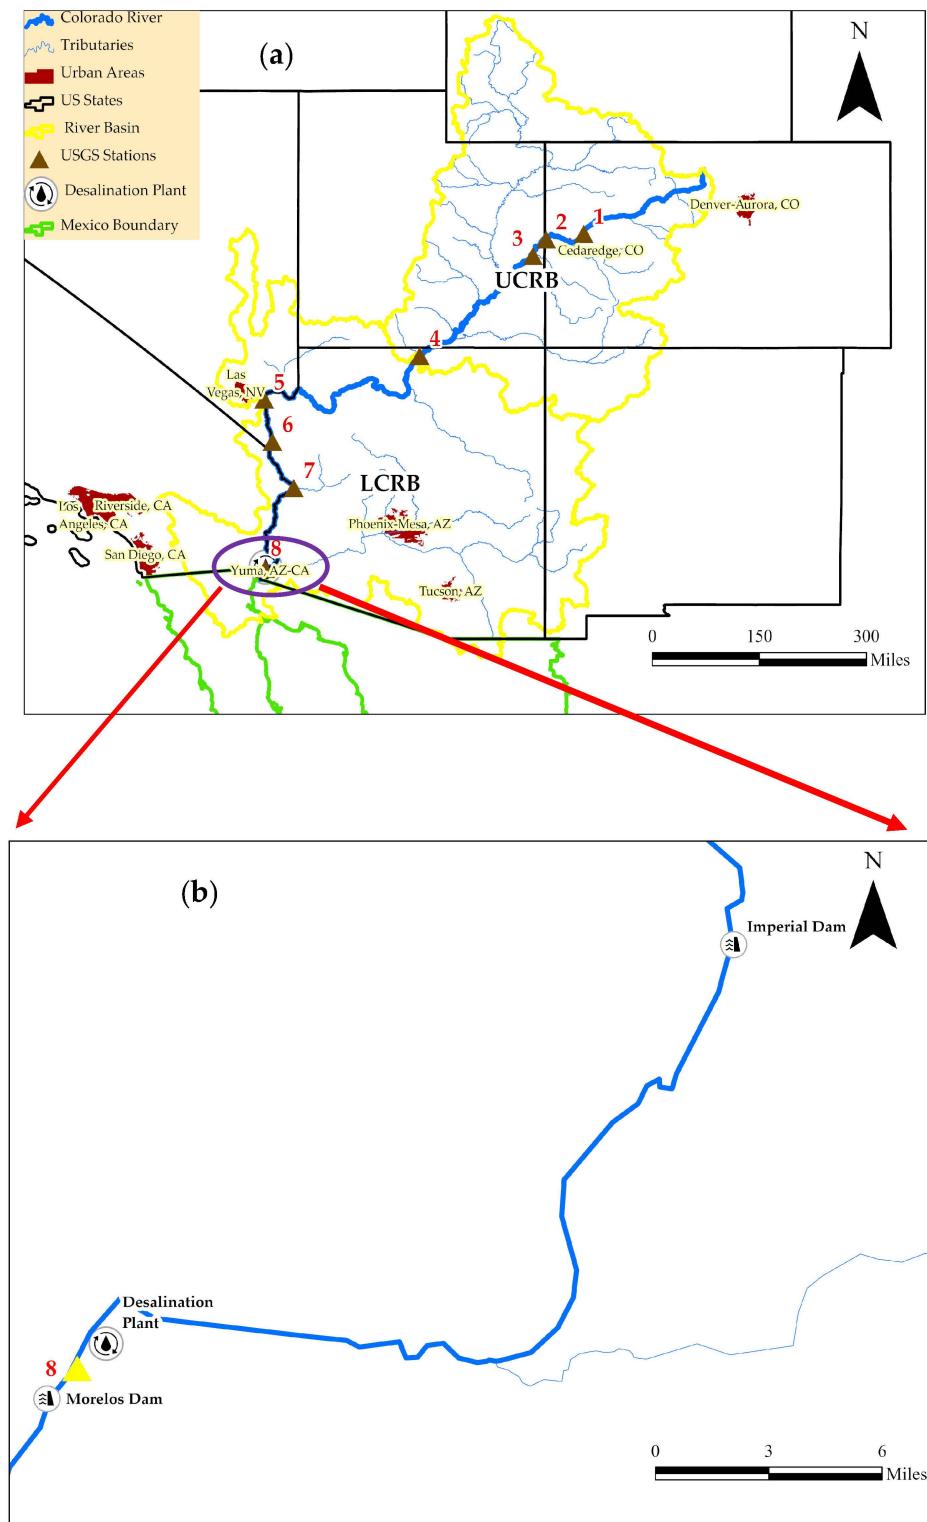 Colorado River
Tributaries
Urban Areas
US States
River Basin
USGS Stations
Desalination Plant
Mexico Boundary
(a)
N
Denver-Aurora, CO
1
2
3
Cedaredge, CO
UCRB
4
Las
Vegas, NV
5
6
7
LCRB
Los
Angeles, CA
Riverside, CA
Phoenix-Mesa, AZ
San Diego, CA
8
Yuma, AZ-CA
Tucson, AZ
0 150 300
Miles
(b)
N
Imperial Dam
Desalination
Plant
8
Morelos Dam
0 3 6
Miles